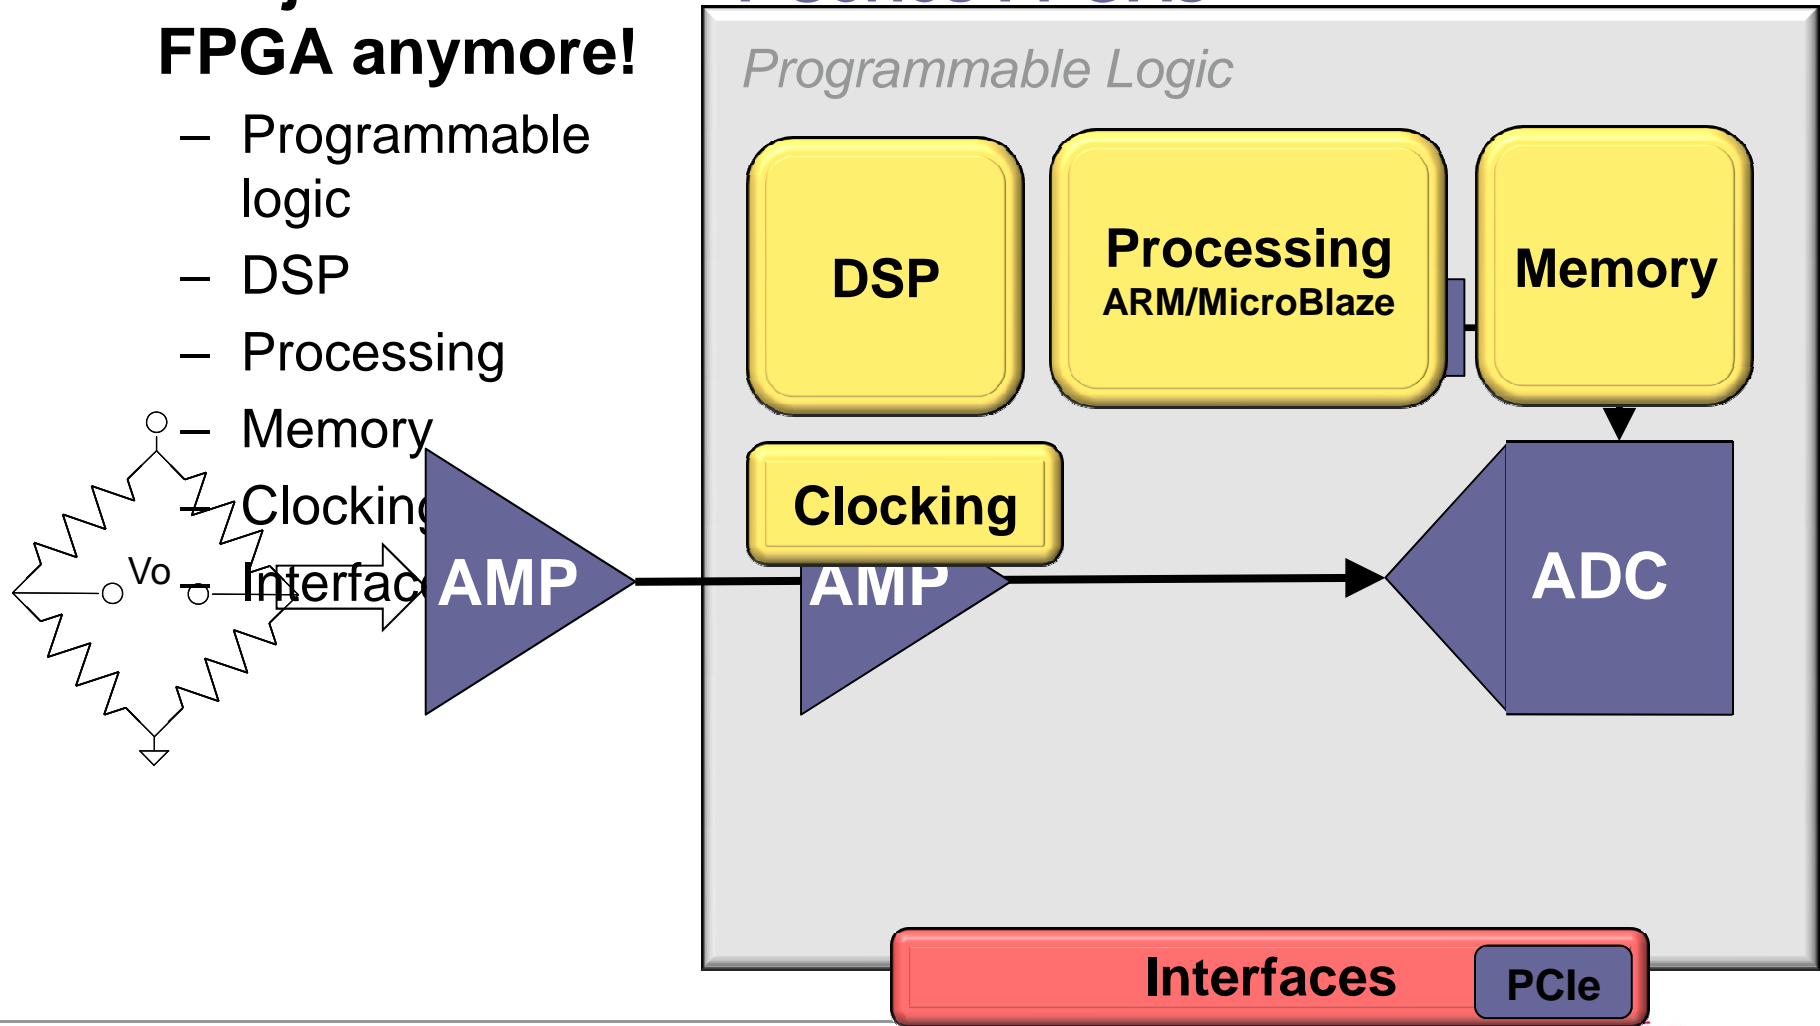 FPGA anymore!
– Programmable
logic
– DSP
– Processing
– Memory
– Clocking
– Interfac
Vo
AMP
Programmable Logic
DSP
Processing
ARM/MicroBlaze
Memory
Clocking
AMP
ADC
Interfaces
PCIe